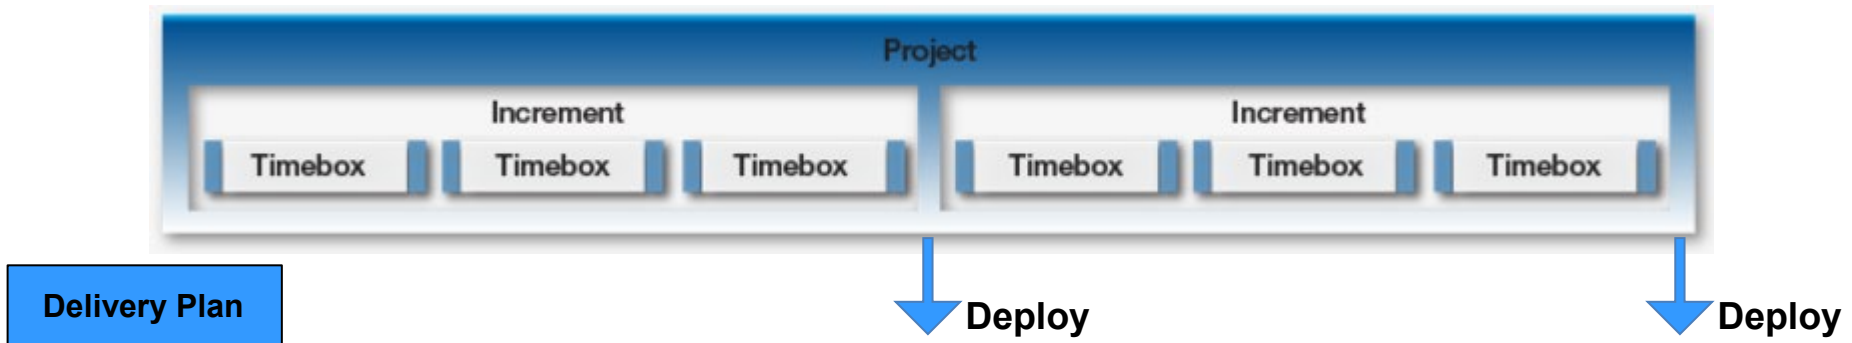 Project
Increment Increment
Timebox Timebox Timebox Timebox Timebox Timebox
Delivery Plan
Deploy Deploy